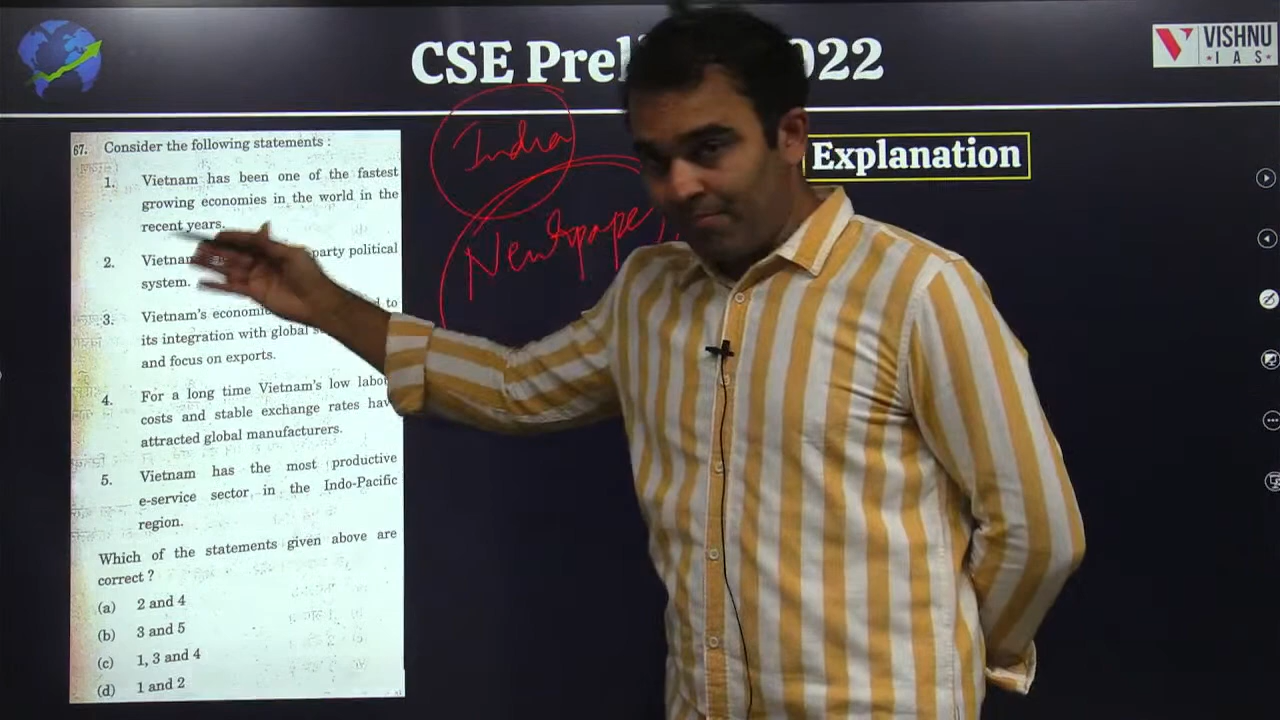 CSE Prel 022
VISHNU
IAS
Explanation
India
Newspape
67. Consider the following statements :
1. Vietnam has been one of the fastest
growing economies in the world in the
recent years.
2. Vietnam party political
system.
3. Vietnam's economic to
its integration with global
and focus on exports.
4. For a long time Vietnam's low labou
costs and stable exchange rates hav
attracted global manufacturers.
5. Vietnam has the most productive
e-service sector in the Indo-Pacific
region.
Which of the statements given above are
correct ?
(a) 2 and 4
(b) 3 and 5
(c) 1, 3 and 4
(d) 1 and 2